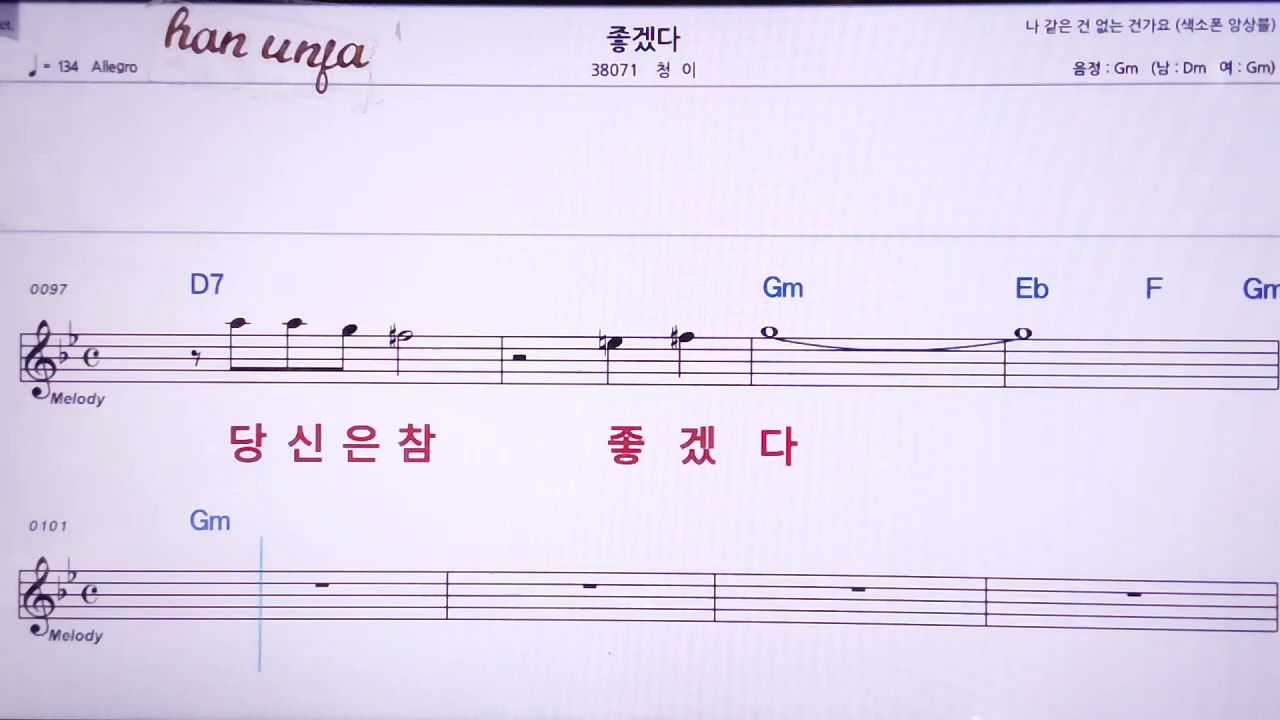 ct.
han unfa
좋겠다
나 같은 건 없는 건가요 (색소폰 앙상블)
♩= 134 Allegro
38071 청 이
음정 : Gm (남 : Dm 여 : Gm)
0097
D7 Gm Eb F Gm
Melody
당 신 은 참 좋 겠 다
0101
Gm
Melody